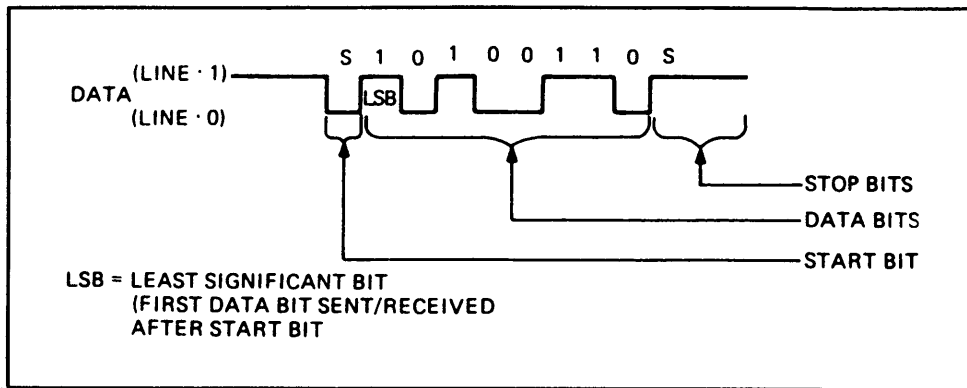 S 1 0 1 0 0 1 1 0 S
(LINE · 1)
DATA
LSB
(LINE · 0)
STOP BITS
DATA BITS
START BIT
LSB = LEAST SIGNIFICANT BIT
(FIRST DATA BIT SENT/RECEIVED
AFTER START BIT